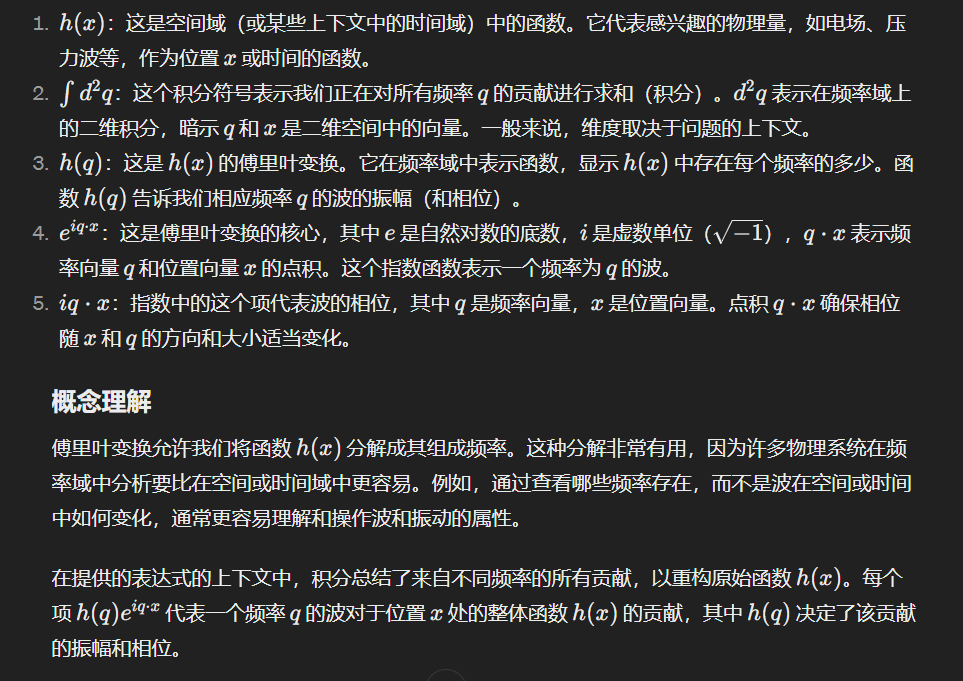 1. h(x)：这是空间域（或某些上下文中的时间域）中的函数。它代表感兴趣的物理量，如电场、压
力波等，作为位置 x 或时间的函数。
2. ∫ d²q：这个积分符号表示我们正在对所有频率 q 的贡献进行求和（积分）。d²q 表示在频率域上
的二维积分，暗示 q 和 x 是二维空间中的向量。一般来说，维度取决于问题的上下文。
3. h(q)：这是 h(x) 的傅里叶变换。它在频率域中表示函数，显示 h(x) 中存在每个频率的多少。函
数 h(q) 告诉我们相应频率 q 的波的振幅（和相位）。
4. e^{iq·x}：这是傅里叶变换的核心，其中 e 是自然对数的底数，i 是虚数单位（√−1），q · x 表示频
率向量 q 和位置向量 x 的点积。这个指数函数表示一个频率为 q 的波。
5. iq · x：指数中的这个项代表波的相位，其中 q 是频率向量，x 是位置向量。点积 q · x 确保相位
随 x 和 q 的方向和大小适当变化。
概念理解
傅里叶变换允许我们将函数 h(x) 分解成其组成频率。这种分解非常有用，因为许多物理系统在频
率域中分析要比在空间或时间域中更容易。例如，通过查看哪些频率存在，而不是波在空间或时间
中如何变化，通常更容易理解和操作波和振动的属性。
在提供的表达式的上下文中，积分总结了来自不同频率的所有贡献，以重构原始函数 h(x)。每个
项 h(q)e^{iq·x} 代表一个频率 q 的波对于位置 x 处的整体函数 h(x) 的贡献，其中 h(q) 决定了该贡献
的振幅和相位。